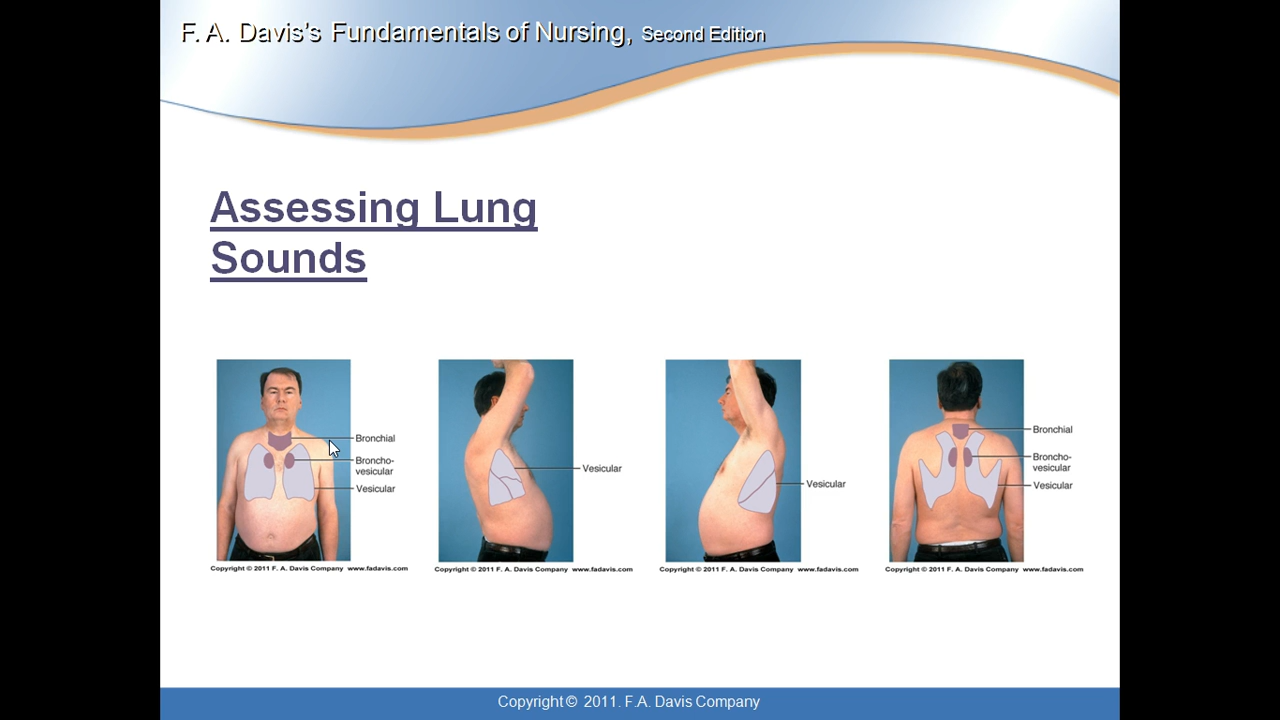 F. A. Davis's Fundamentals of Nursing, Second Edition
Assessing Lung
Sounds
Bronchial
Broncho-
vesicular
Vesicular
Copyright © 2011 F. A. Davis Company www.fadavis.com
Vesicular
Copyright © 2011 F. A. Davis Company www.fadavis.com
Vesicular
Copyright © 2011 F. A. Davis Company www.fadavis.com
Bronchial
Broncho-
vesicular
Vesicular
Copyright © 2011 F. A. Davis Company www.fadavis.com
Copyright © 2011. F.A. Davis Company